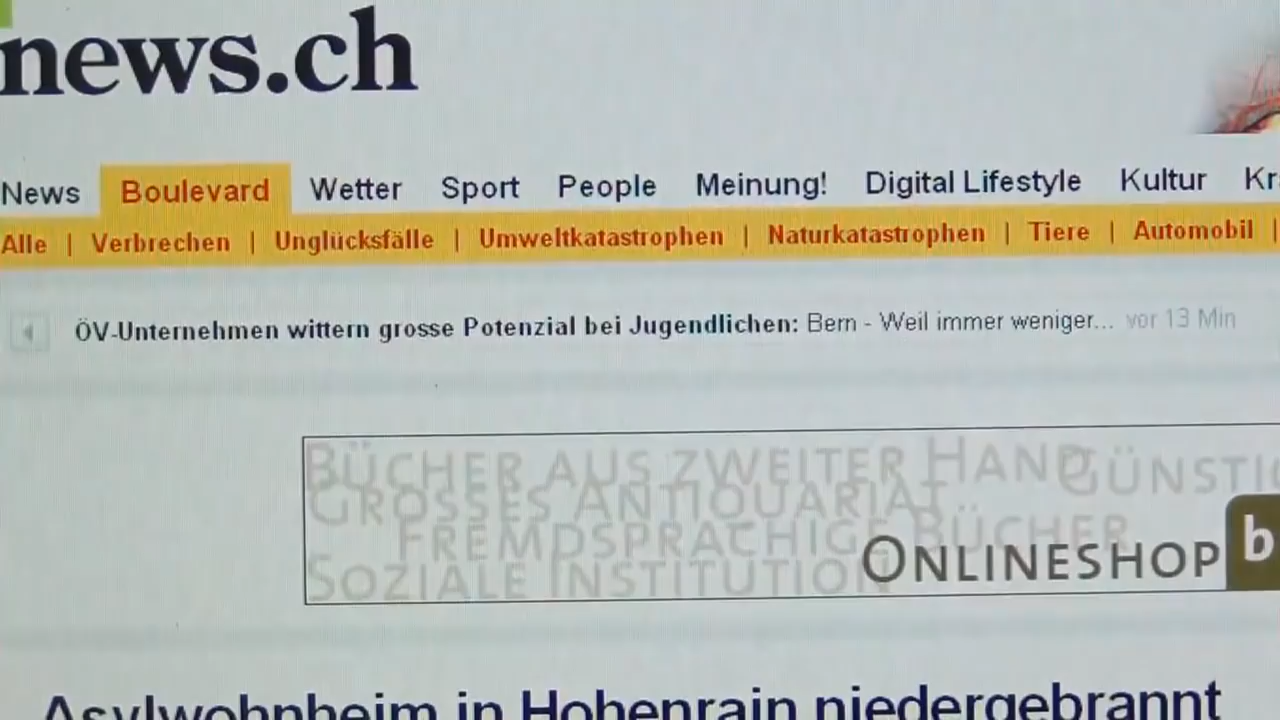 news.ch
News Boulevard Wetter Sport People Meinung! Digital Lifestyle Kultur Kr
Alle | Verbrechen | Unglücksfälle | Umweltkatastrophen | Naturkatastrophen | Tiere | Automobil |
ÖV-Unternehmen wittern grosse Potenzial bei Jugendlichen: Bern - Weil immer weniger... vor 13 Min
BÜCHER AUS ZWEITER HAND GÜNSTIG
GROSSES ANTIQUARIAT
FREMDSPRACHIGE BÜCHER
SOZIALE INSTITUTION
ONLINESHOP b
Asylwohnheim in Hohenrain niedergebrannt